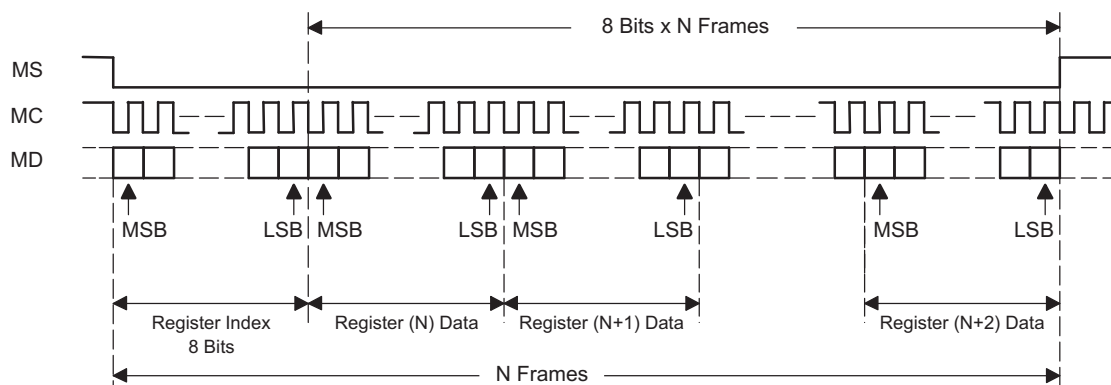 8 Bits x N Frames
MS
MC
MD
MSB LSB MSB LSB MSB LSB MSB LSB
Register Index
8 Bits
Register (N) Data
Register (N+1) Data
Register (N+2) Data
N Frames